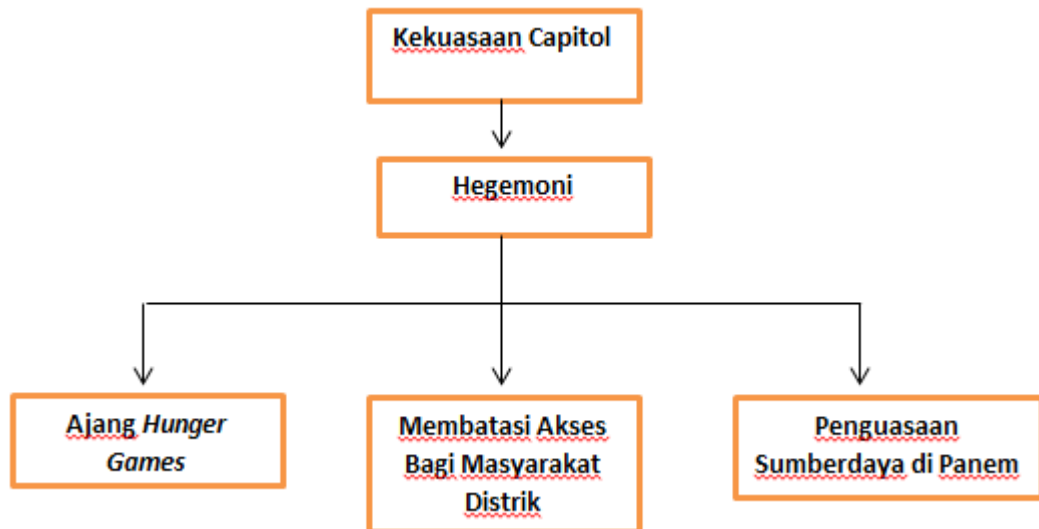 Kekuasaan Capitol
Hegemoni
Ajang Hunger
Games
Membatasi Akses
Bagi Masyarakat
Distrik
Penguasaan
Sumberdaya di Panem